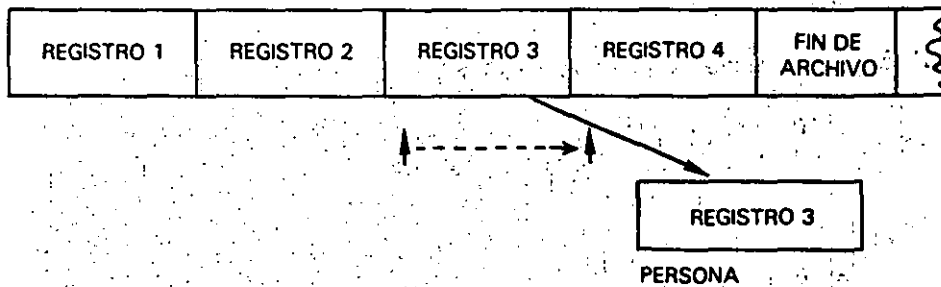 REGISTRO 1
REGISTRO 2
REGISTRO 3
REGISTRO 4
FIN DE
ARCHIVO
REGISTRO 3
PERSONA